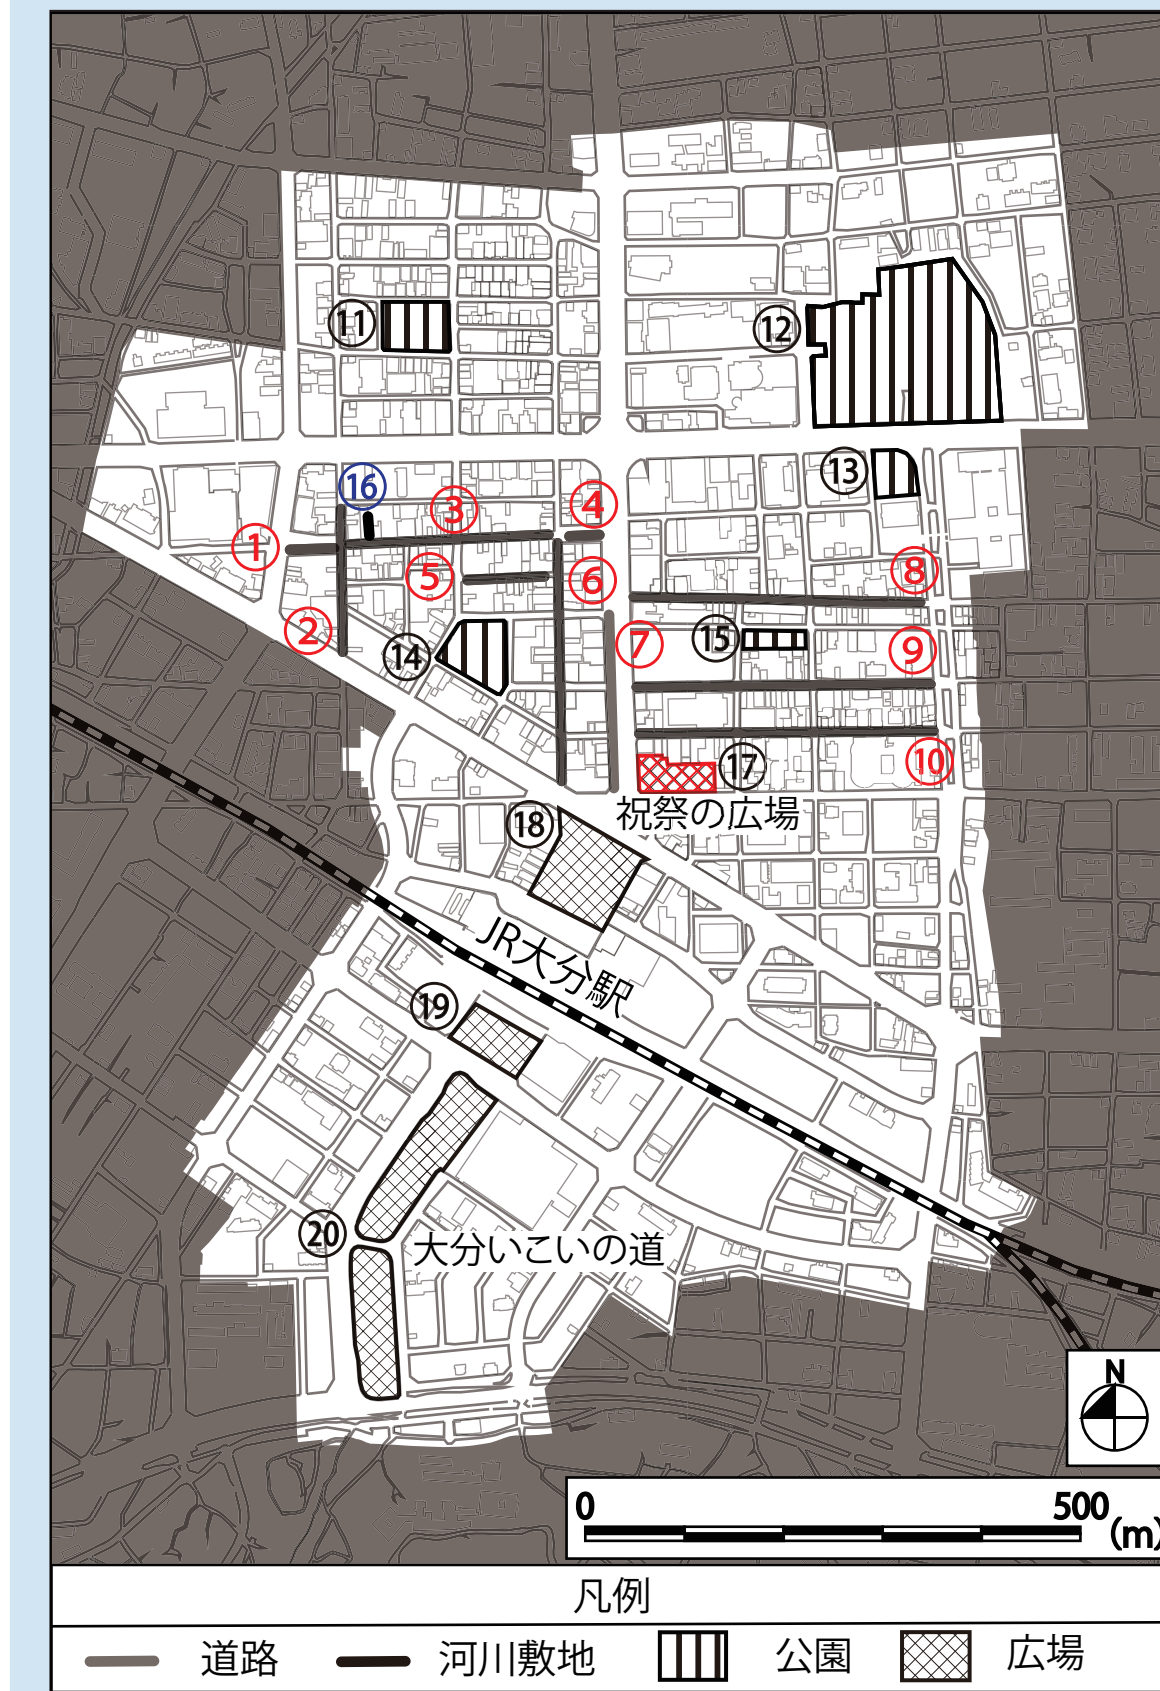 ⑪
⑫
⑬
⑯
③
④
①
⑤
⑥
⑧
②
⑭
⑦
⑮
⑨
⑩
⑰
祝祭の広場
⑱
JR大分駅
⑲
⑳
大分いこいの道
N
0 500 (m)
凡例
道路 河川敷地 公園 広場